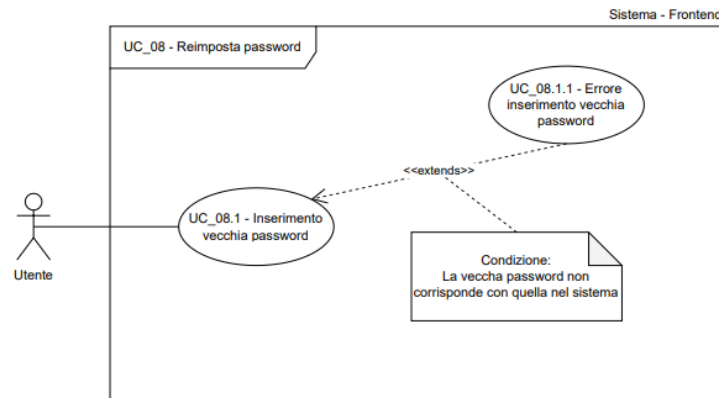 Sistema - Frontend
UC_08 - Reimposta password
UC_08.1.1 - Errore
inserimento vecchia
password
<<extends>>
UC_08.1 - Inserimento
vecchia password
Utente
Condizione:
La veccha password non
corrisponde con quella nel sistema